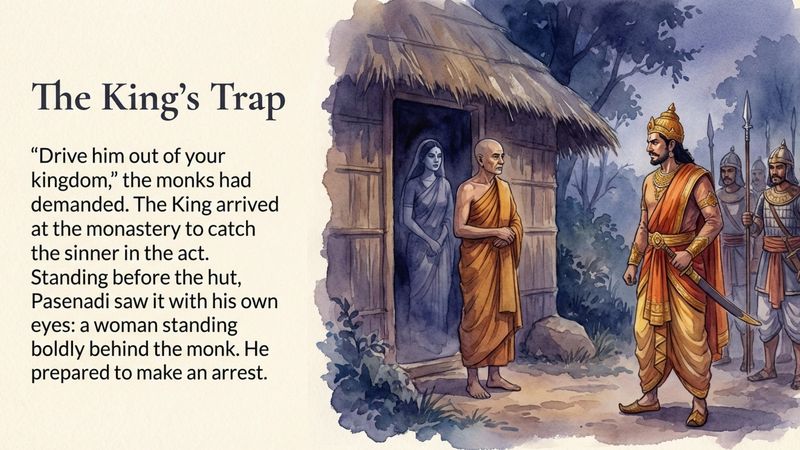 The King’s Trap
“Drive him out of your
kingdom,” the monks had
demanded. The King arrived
at the monastery to catch
the sinner in the act.
Standing before the hut,
Pasenadi saw it with his own
eyes: a woman standing
boldly behind the monk. He
prepared to make an arrest.